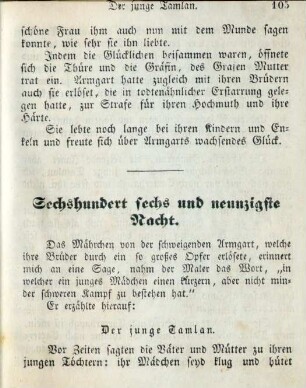 Der junge Tamlan. 105
schöne Frau ihm auch nun mit dem Munde sagen
konnte, wie sehr sie ihn liebte.
Indem die Glücklichen beisammen waren, öffnete
sich die Thüre und die Gräfin, des Grafen Mutter
trat ein. Armgart hatte zugleich mit ihren Brüdern
auch sie erlöset, die in todtenähnlicher Erstarrung gele-
gen hatte, zur Strafe für ihren Hochmuth und ihre
Härte.
Sie lebte noch lange bei ihren Kindern und En-
keln und freute sich über Armgarts wachsendes Glück.
Sechshundert sechs und neunzigste
Nacht.
Das Mährchen von der schweigenden Armgart, welche
ihre Brüder durch ein so großes Opfer erlösete, erinnert
mich an eine Sage, nahm der Maler das Wort, „in
welcher ein junges Mädchen einen kürzern, aber nicht min-
der schweren Kampf zu bestehen hat.“
Er erzählte hierauf:
Der junge Tamlan.
Vor Zeiten sagten die Väter und Mütter zu ihren
jungen Töchtern: ihr Mädchen seyd klug und hütet